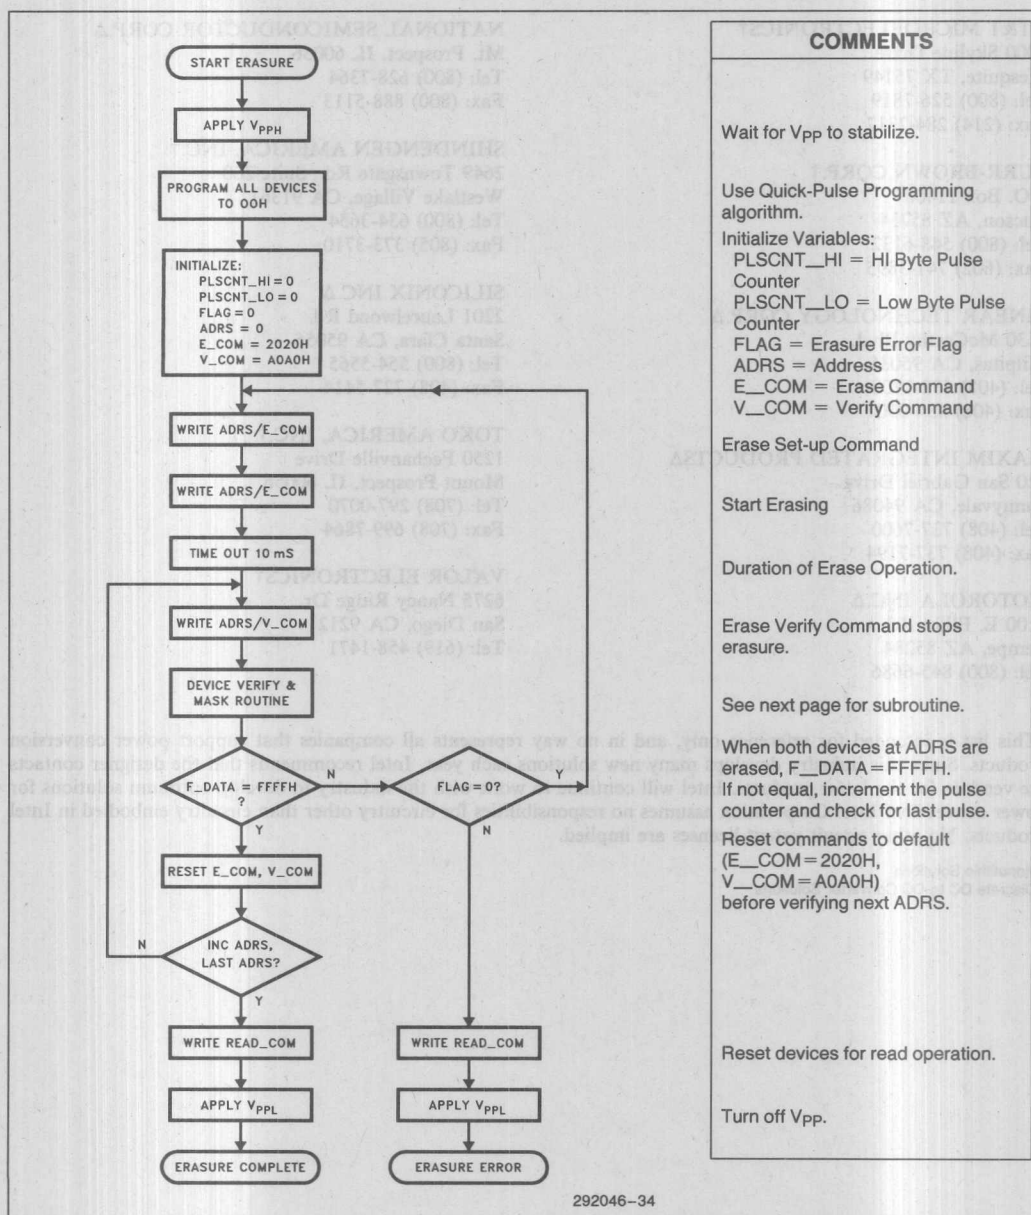 START ERASURE
APPLY VPPH
PROGRAM ALL DEVICES
TO 00H
INITIALIZE:
PLSCNT_HI = 0
PLSCNT_LO = 0
FLAG = 0
ADRS = 0
E_COM = 2020H
V_COM = A0A0H
WRITE ADRS/E_COM
WRITE ADRS/E_COM
TIME OUT 10 mS
WRITE ADRS/V_COM
DEVICE VERIFY &
MASK ROUTINE
F_DATA = FFFFH
?
N
Y
FLAG=0?
Y
N
RESET E_COM, V_COM
INC ADRS,
LAST ADRS?
N
Y
WRITE READ_COM
WRITE READ_COM
APPLY VPPL
APPLY VPPL
ERASURE COMPLETE
ERASURE ERROR
COMMENTS
Wait for VPP to stabilize.
Use Quick-Pulse Programming
algorithm.
Initialize Variables:
PLSCNT__HI = HI Byte Pulse
Counter
PLSCNT__LO = Low Byte Pulse
Counter
FLAG = Erasure Error Flag
ADRS = Address
E__COM = Erase Command
V__COM = Verify Command
Erase Set-up Command
Start Erasing
Duration of Erase Operation.
Erase Verify Command stops
erasure.
See next page for subroutine.
When both devices at ADRS are
erased, F__DATA = FFFFH.
If not equal, increment the pulse
counter and check for last pulse.
Reset commands to default
(E__COM = 2020H,
V__COM = A0A0H)
before verifying next ADRS.
Reset devices for read operation.
Turn off VPP.
292046–34